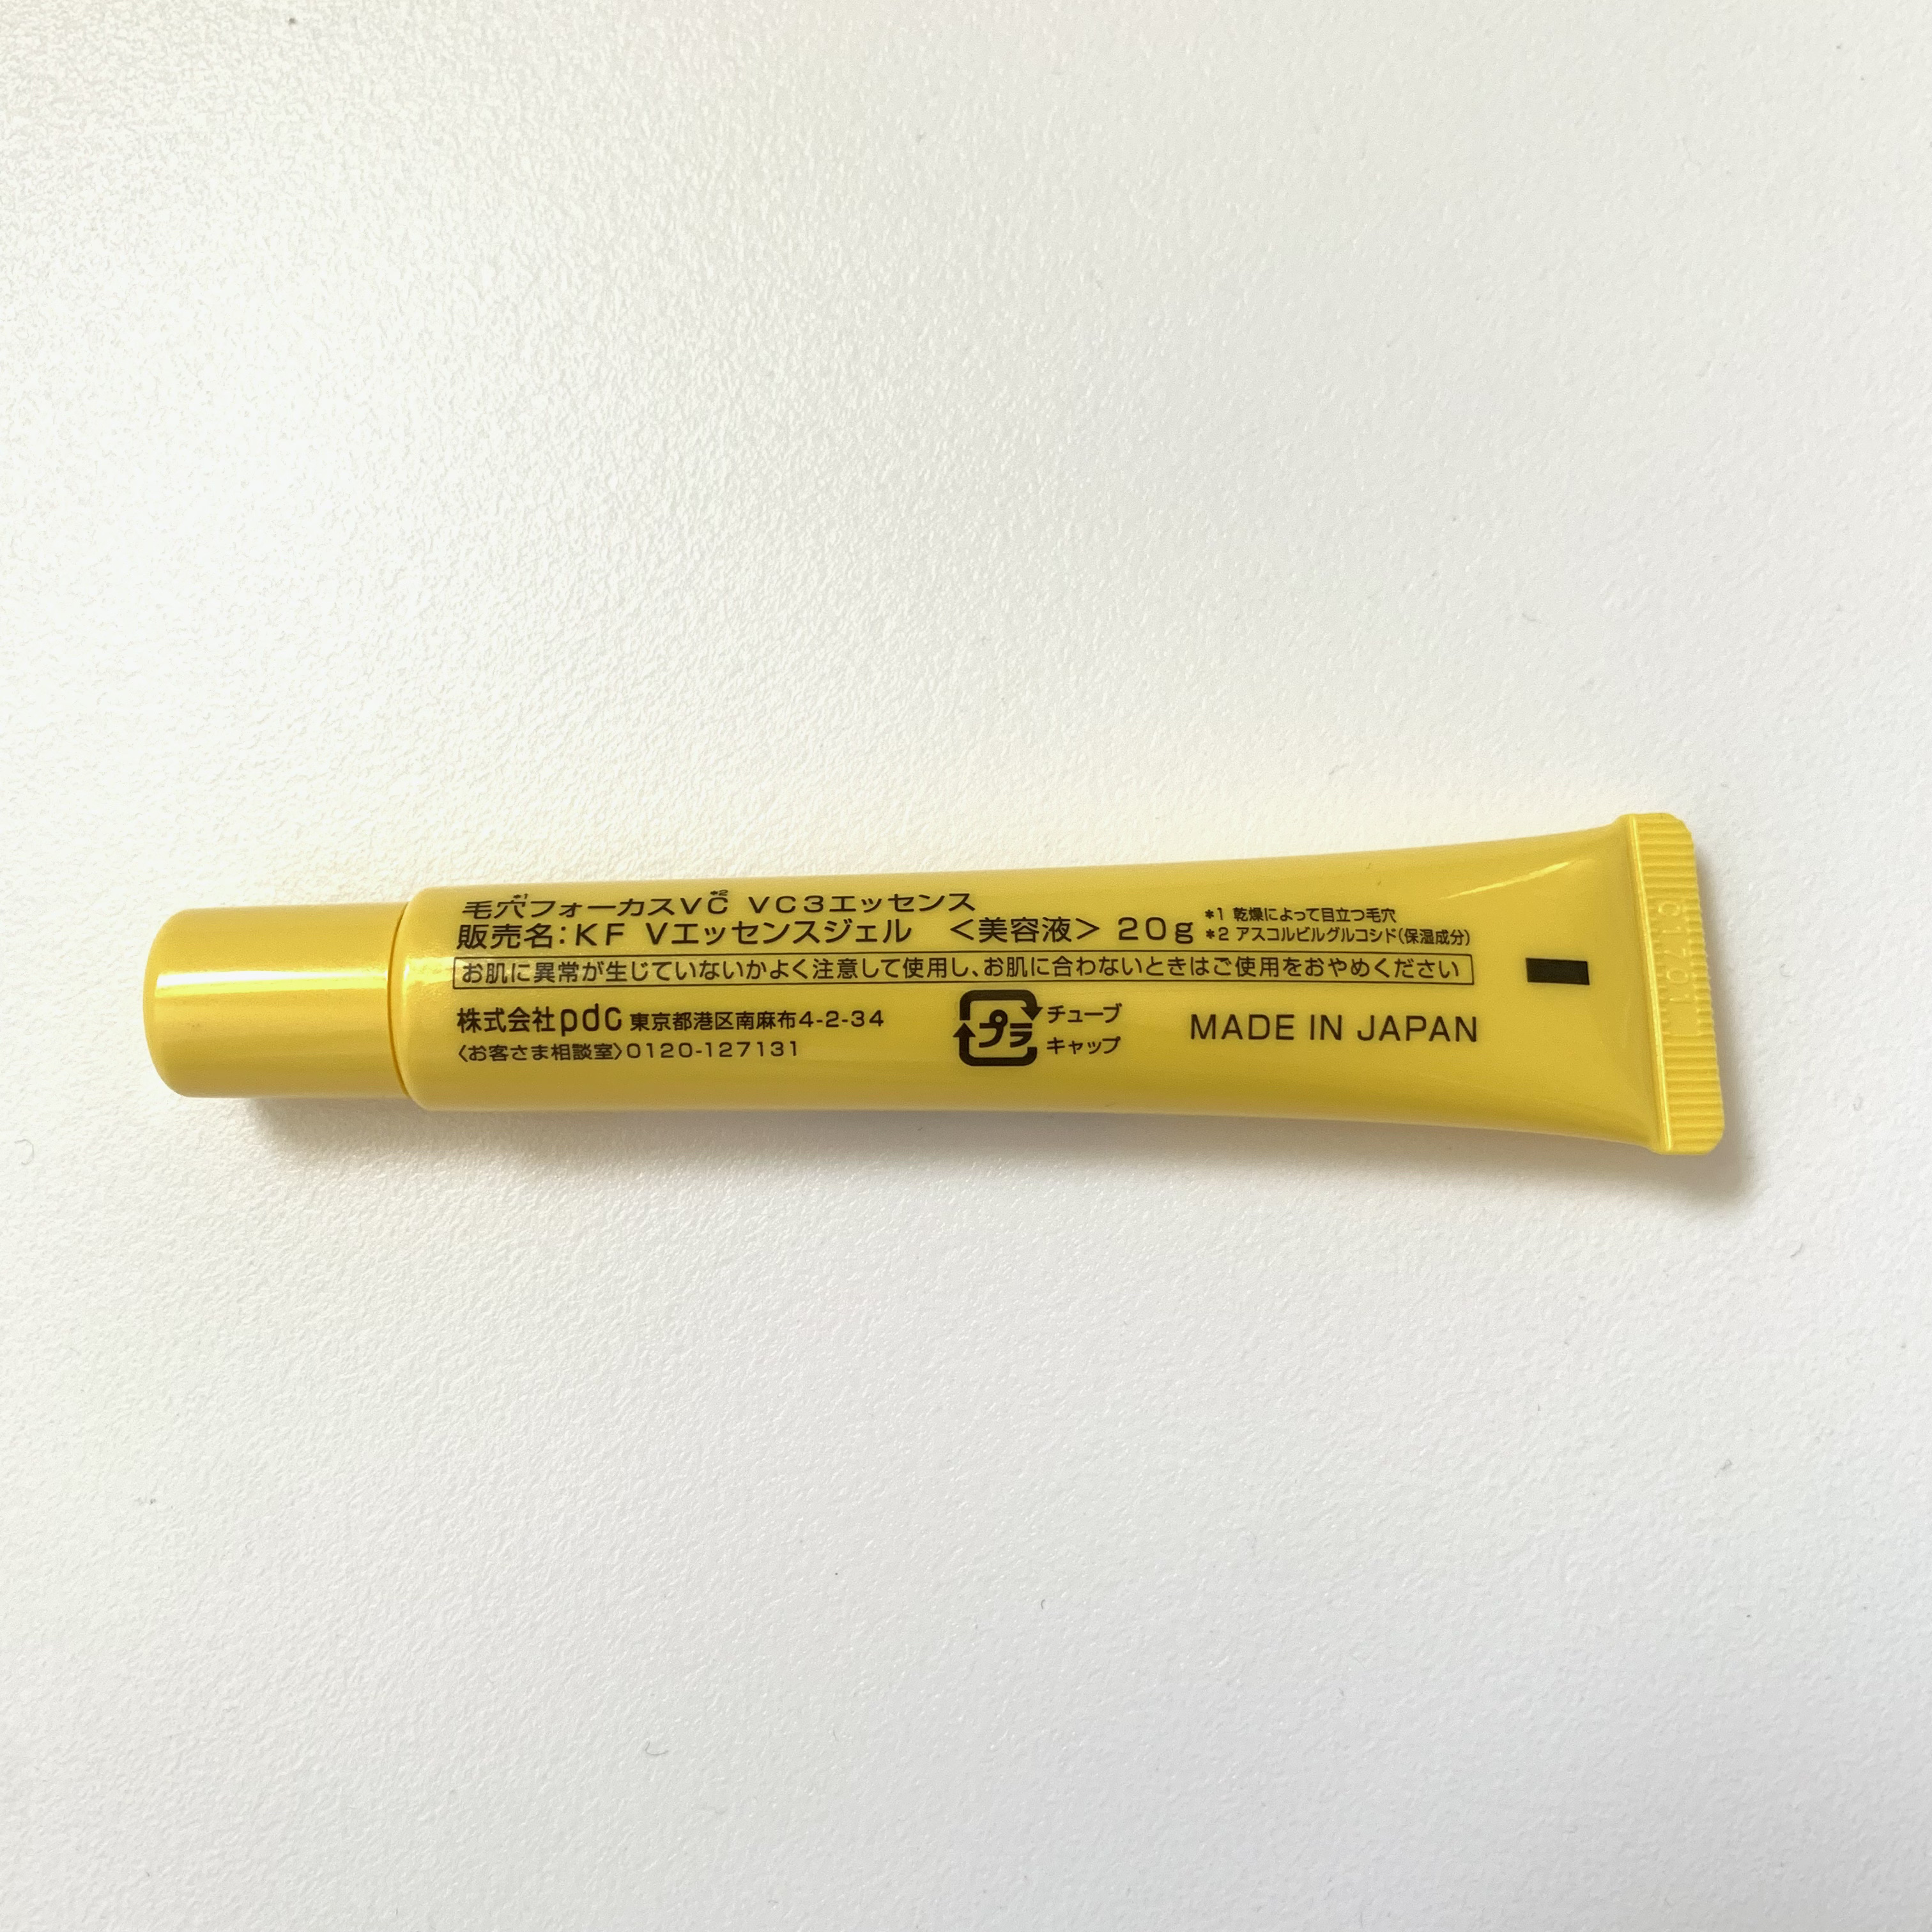 毛穴*1フォーカスVC*2 VC3エッセンス
販売名：KF Vエッセンスジェル <美容液> 20g
*1 乾燥によって目立つ毛穴
*2 アスコルビルグルコシド(保湿成分)
お肌に異常が生じていないかよく注意して使用し、お肌に合わないときはご使用をおやめください
株式会社pdc 東京都港区南麻布4-2-34
〈お客さま相談室〉0120-127131
プラ
チューブ
キャップ
MADE IN JAPAN